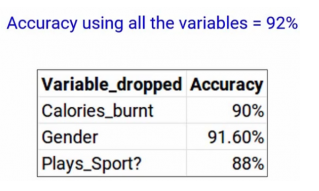 Accuracy using all the variables = 92%
Variable_dropped Accuracy
Calories_burnt 90%
Gender 91.60%
Plays_Sport? 88%